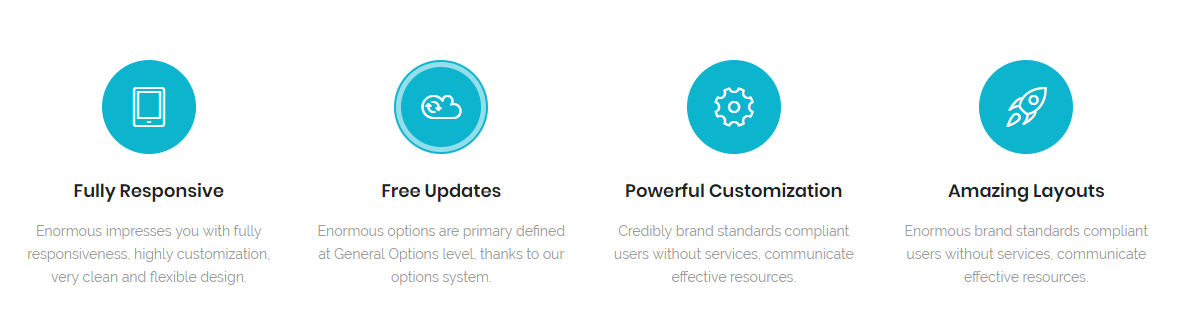 Fully Responsive
Enormous impresses you with fully
responsiveness, highly customization,
very clean and flexible design.
Free Updates
Enormous options are primary defined
at General Options level, thanks to our
options system.
Powerful Customization
Credibly brand standards compliant
users without services, communicate
effective resources.
Amazing Layouts
Enormous brand standards compliant
users without services, communicate
effective resources.